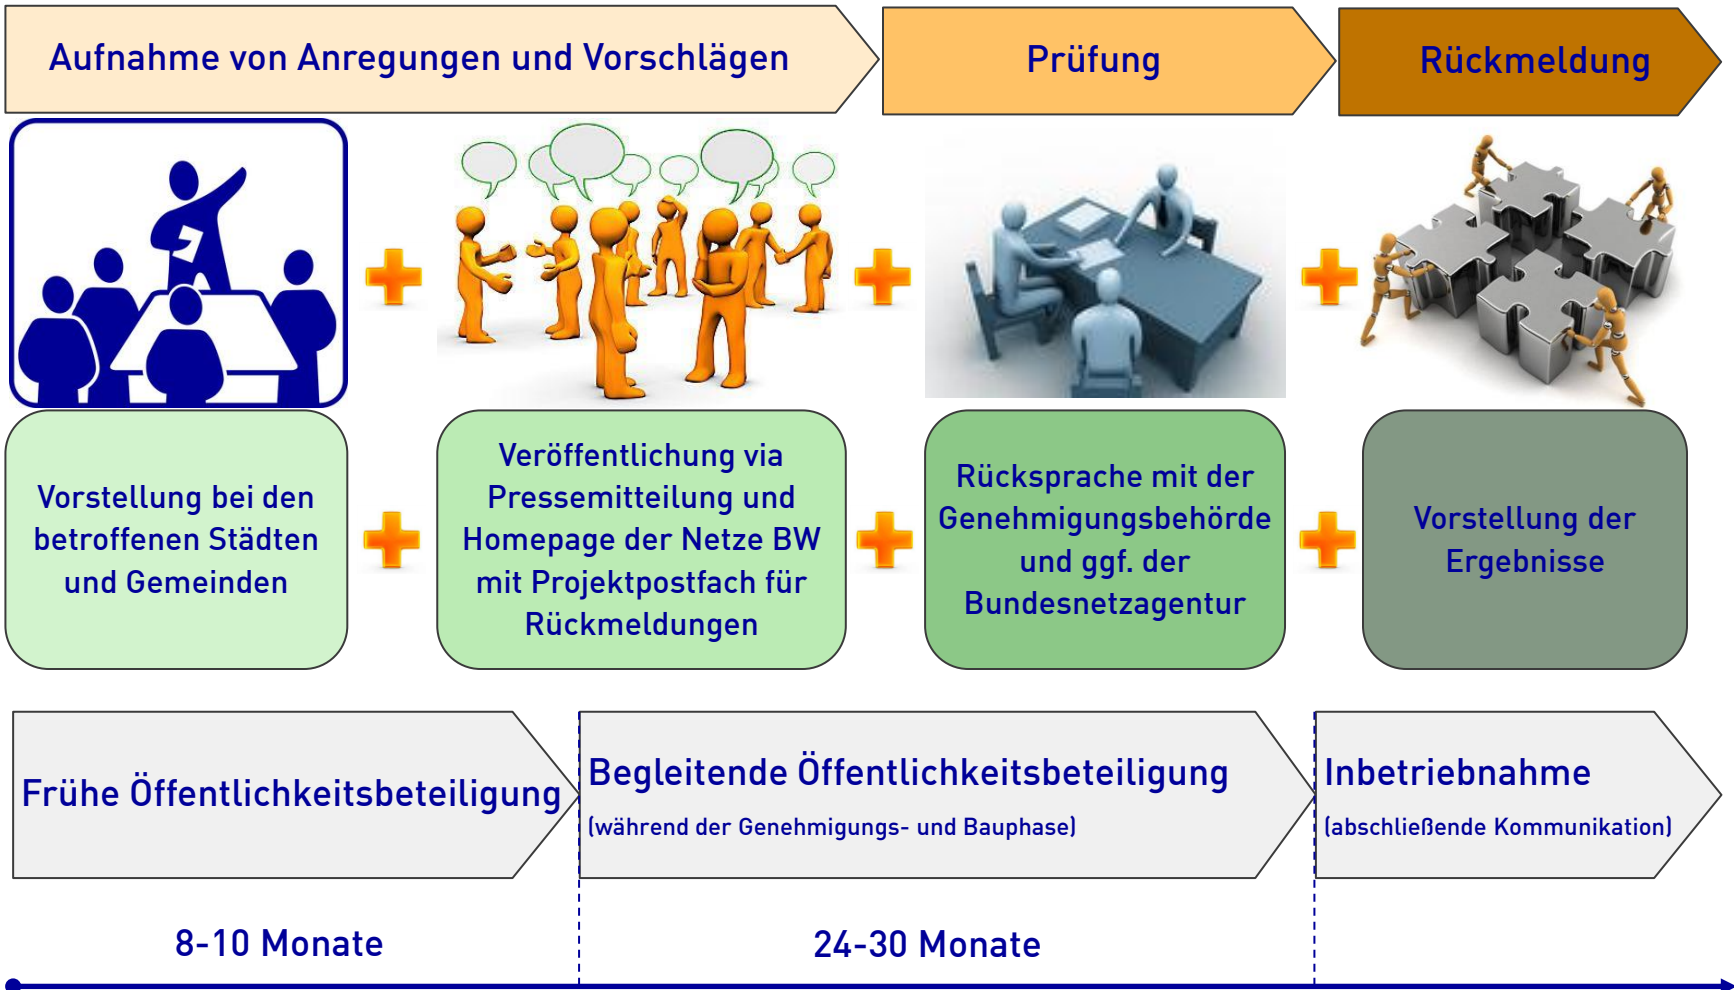 Aufnahme von Anregungen und Vorschlägen
Prüfung
Rückmeldung
Vorstellung bei den
betroffenen Städten
und Gemeinden
Veröffentlichung via
Pressemitteilung und
Homepage der Netze BW
mit Projektpostfach für
Rückmeldungen
Rücksprache mit der
Genehmigungsbehörde
und ggf. der
Bundesnetzagentur
Vorstellung der
Ergebnisse
Frühe Öffentlichkeitsbeteiligung
Begleitende Öffentlichkeitsbeteiligung
(während der Genehmigungs- und Bauphase)
Inbetriebnahme
(abschließende Kommunikation)
8-10 Monate
24-30 Monate